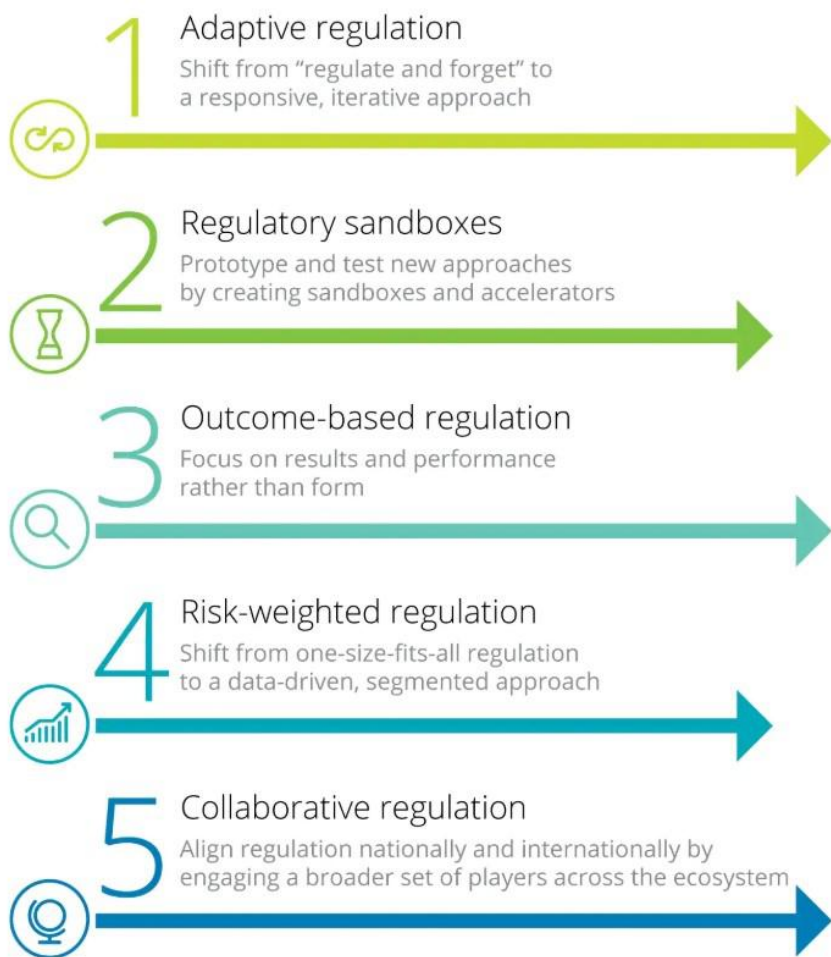 1
Adaptive regulation
Shift from “regulate and forget” to
a responsive, iterative approach
2
Regulatory sandboxes
Prototype and test new approaches
by creating sandboxes and accelerators
3
Outcome-based regulation
Focus on results and performance
rather than form
4
Risk-weighted regulation
Shift from one-size-fits-all regulation
to a data-driven, segmented approach
5
Collaborative regulation
Align regulation nationally and internationally by
engaging a broader set of players across the ecosystem